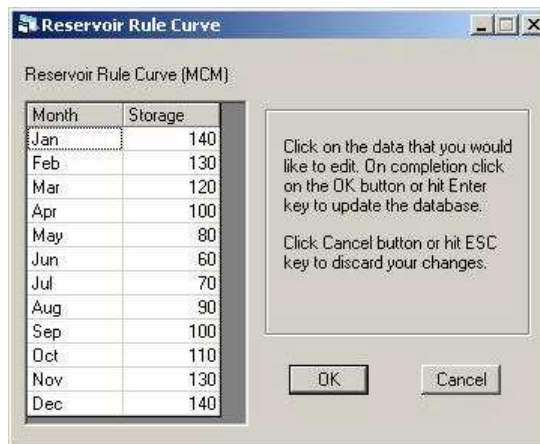 Reservoir Rule Curve
Reservoir Rule Curve (MCM)
Month Storage
Jan 140
Feb 130
Mar 120
Apr 100
May 80
Jun 60
Jul 70
Aug 90
Sep 100
Oct 110
Nov 130
Dec 140
Click on the data that you would
like to edit. On completion click
on the OK button or hit Enter
key to update the database.
Click Cancel button or hit ESC
key to discard your changes.
OK Cancel